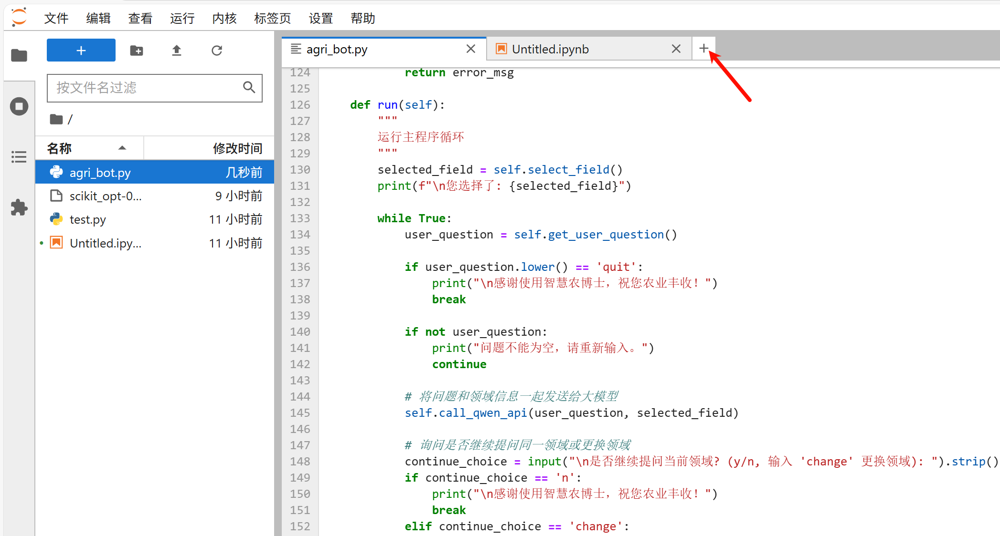 文件 编辑 查看 运行 内核 标签页 设置 帮助
agri_bot.py
Untitled.ipynb
按文件名过滤
/
名称 修改时间
agri_bot.py 几秒前
scikit_opt-0... 9 小时前
test.py 11 小时前
Untitled.ipy... 11 小时前
124 return error_msg
125
126 def run(self):
127 """
128 运行主程序循环
129 """
130 selected_field = self.select_field()
131 print(f"\n您选择了: {selected_field}")
132
133 while True:
134 user_question = self.get_user_question()
135
136 if user_question.lower() == 'quit':
137 print("\n感谢使用智慧农博士，祝您农业丰收！")
138 break
139
140 if not user_question:
141 print("问题不能为空，请重新输入。")
142 continue
143
144 # 将问题和领域信息一起发送给大模型
145 self.call_qwen_api(user_question, selected_field)
146
147 # 询问是否继续提问同一领域或更换领域
148 continue_choice = input("\n是否继续提问当前领域? (y/n, 输入 'change' 更换领域): ").strip()
149 if continue_choice == 'n':
150 print("\n感谢使用智慧农博士，祝您农业丰收！")
151 break
152 elif continue_choice == 'change':